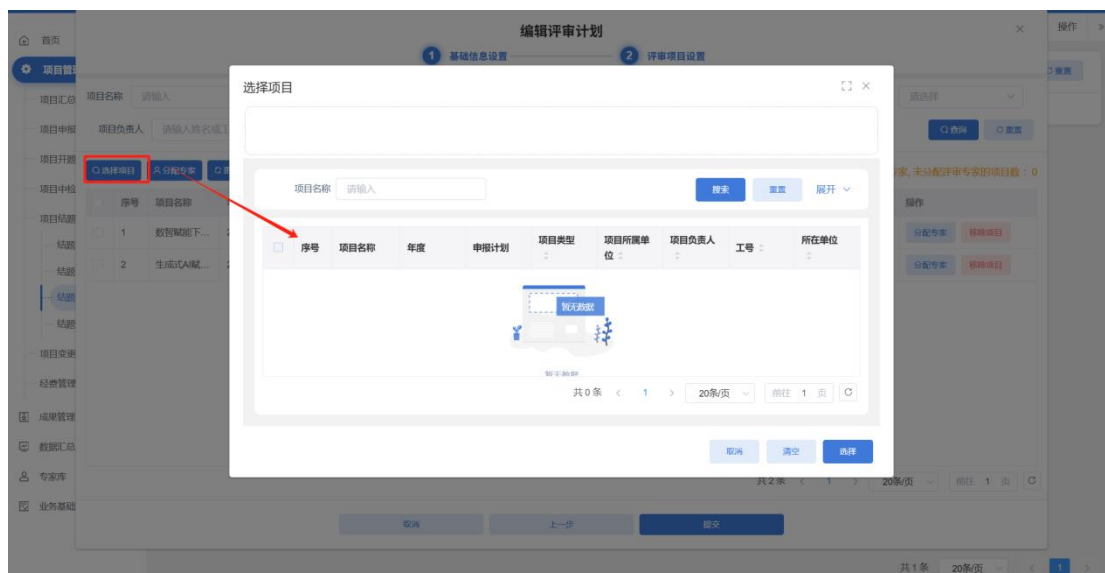 编辑评审计划
操作
首页
1 基础信息设置
2 评审项目设置
项目管理
重置
选择项目
项目汇总
项目名称 请输入
请选择
项目申报
项目负责人 请输入姓名或工
查询 重置
项目开题
选择项目 分配专家
家, 未分配评审专家的项目数：0
项目名称 请输入 搜索 重置 展开
项目中检
序号 项目名称
操作
项目结题
1 数智赋能下...
分配专家 移除项目
序号 项目名称 年度 申报计划 项目类型 项目所属单位 项目负责人 工号 所在单位
结题
2 生成式AI赋...
分配专家 移除项目
结题
结题
暂无数据
结题
项目变更
暂无数据
经费管理
共 0 条 1 20条/页 前往 1 页
成果管理
数据汇总
取消 清空 选择
专家库
共 2 条 1 20条/页 前往 1 页
业务基础
取消 上一步 提交
共 1 条 20条/页 1